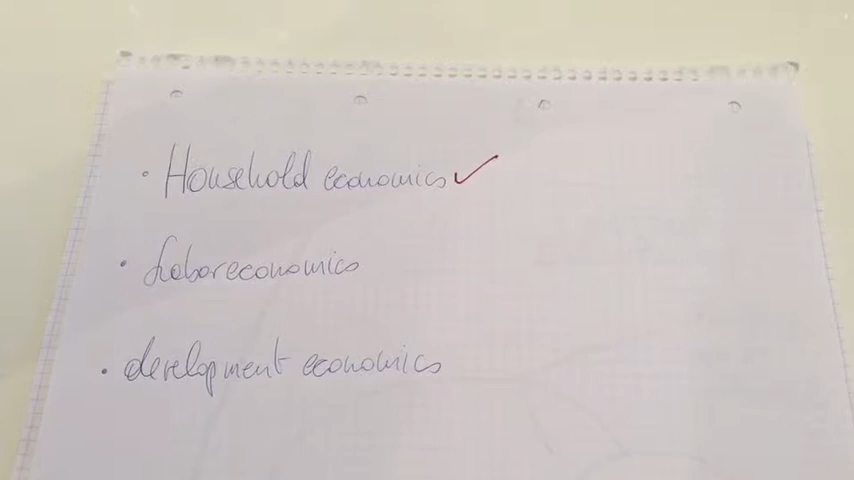 • Household economics ✓
• Laboreconomics
• development economics